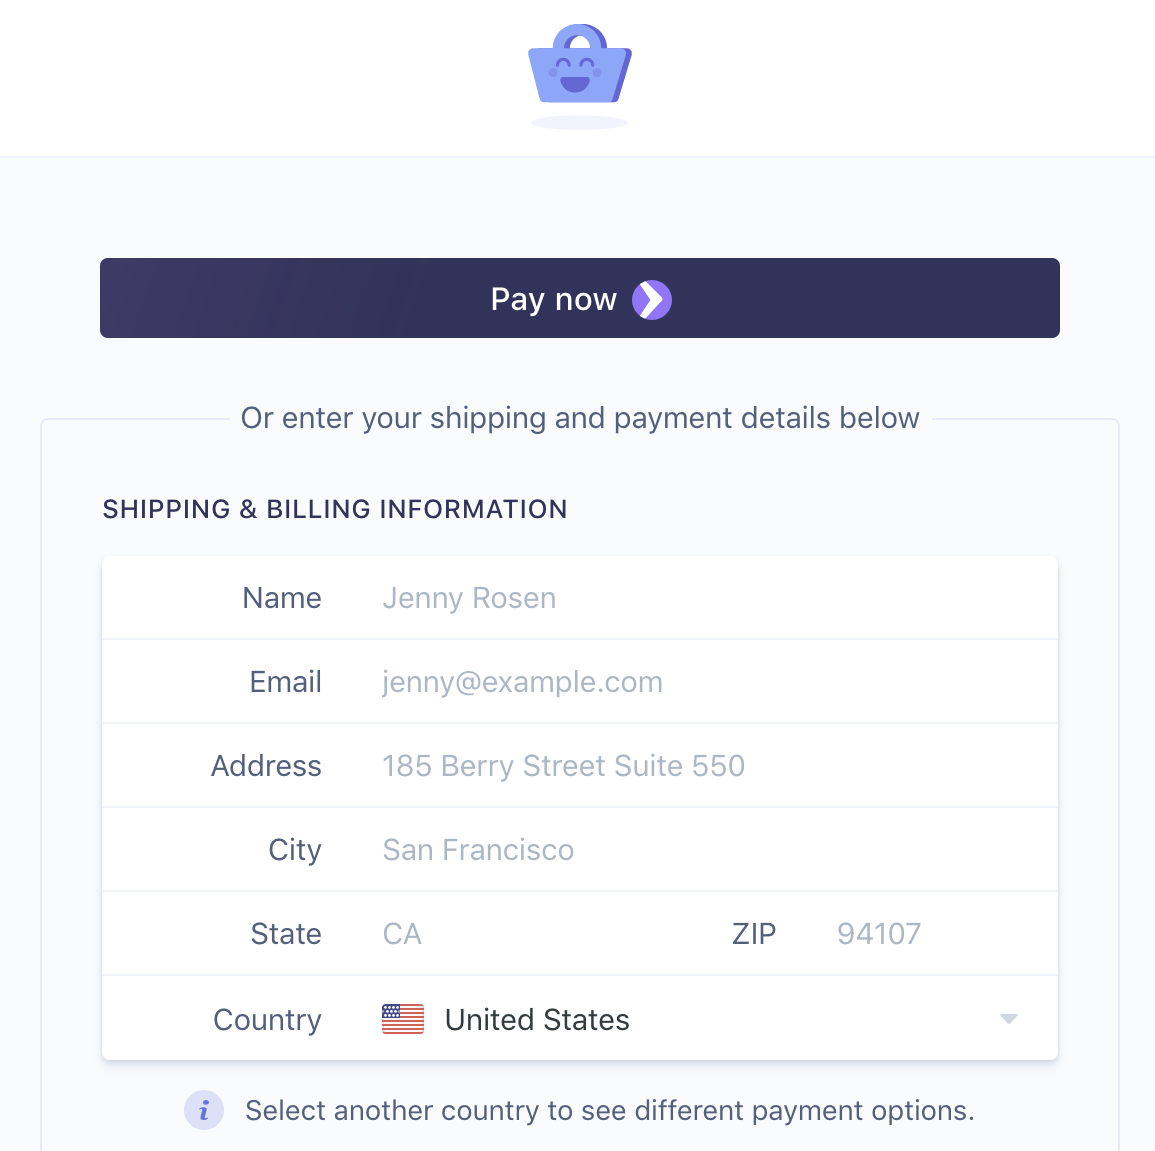 Pay now
Or enter your shipping and payment details below
SHIPPING & BILLING INFORMATION
Name Jenny Rosen
Email jenny@example.com
Address 185 Berry Street Suite 550
City San Francisco
State CA ZIP 94107
Country United States
i Select another country to see different payment options.